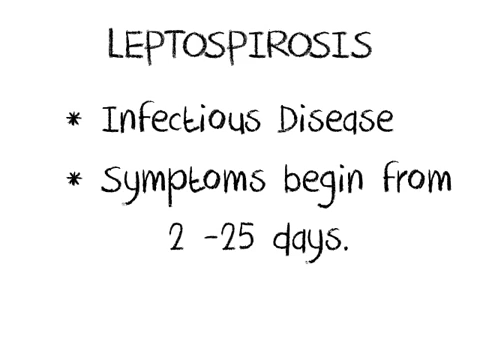 LEPTOSPIROSIS
* Infectious Disease
* Symptoms begin from
2 -25 days.